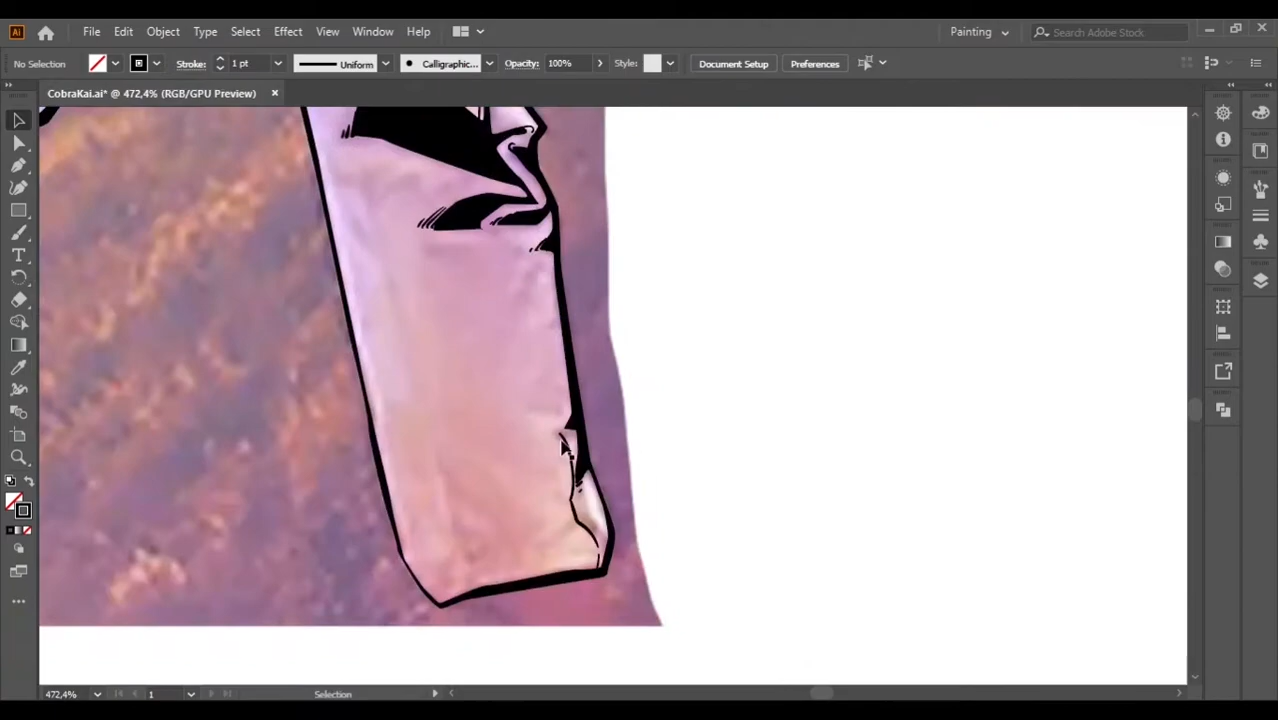 Ai File Edit Object Type Select Effect View Window Help Painting Search Adobe Stock
No Selection Stroke: 1 pt Uniform Calligraphic... Opacity: 100% Style: Document Setup Preferences
CobraKai.ai* @ 472,4% (RGB/GPU Preview)
T
472,4% 1 Selection